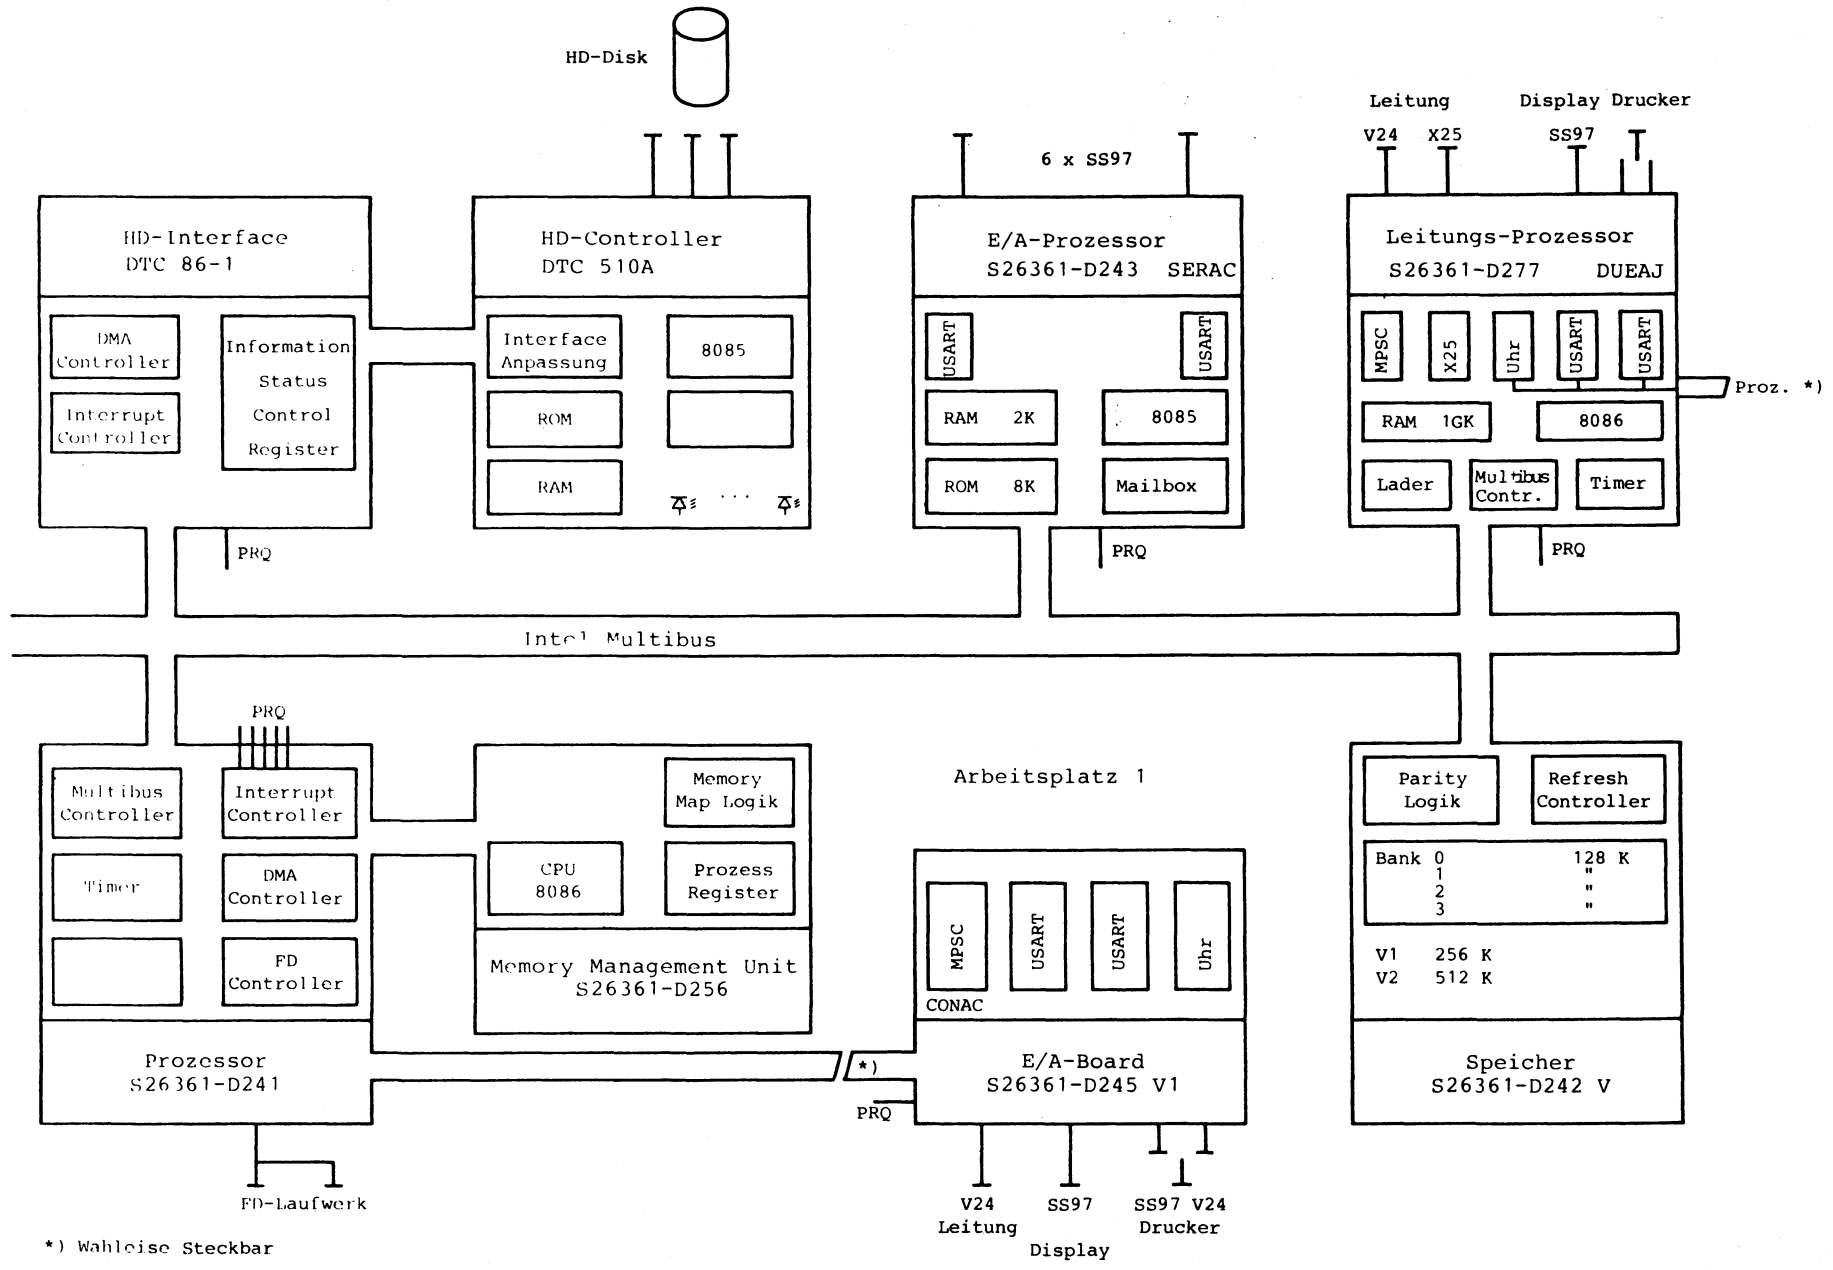 HD-Disk
Leitung
Display Drucker
V24 X25
SS97
6 x SS97
HD-Interface
DTC 86-1
HD-Controller
DTC 510A
E/A-Prozessor
S26361-D243 SERAC
Leitungs-Prozessor
S26361-D277 DUEAJ
DMA
Controller
Interrupt
Controller
Information
Status
Control
Register
Interface
Anpassung
8085
ROM
RAM
...
USART
USART
RAM 2K
8085
ROM 8K
Mailbox
MPSC
X25
Uhr
USART
USART
Proz. *)
RAM 1GK
8086
Lader
Multibus
Contr.
Timer
PRQ
PRQ
PRQ
Intel Multibus
PRQ
Multibus
Controller
Interrupt
Controller
Timer
DMA
Controller
FD
Controller
Prozessor
S26361-D241
FD-Laufwerk
Memory
Map Logik
CPU
8086
Prozess
Register
Memory Management Unit
S26361-D256
Arbeitsplatz 1
MPSC
USART
USART
Uhr
CONAC
*)
E/A-Board
S26361-D245 V1
PRQ
V24
Leitung
SS97
Display
SS97 V24
Drucker
Parity
Logik
Refresh
Controller
Bank 0 128 K
1 "
2 "
3 "
V1 256 K
V2 512 K
Speicher
S26361-D242 V
*) Wahleise Steckbar